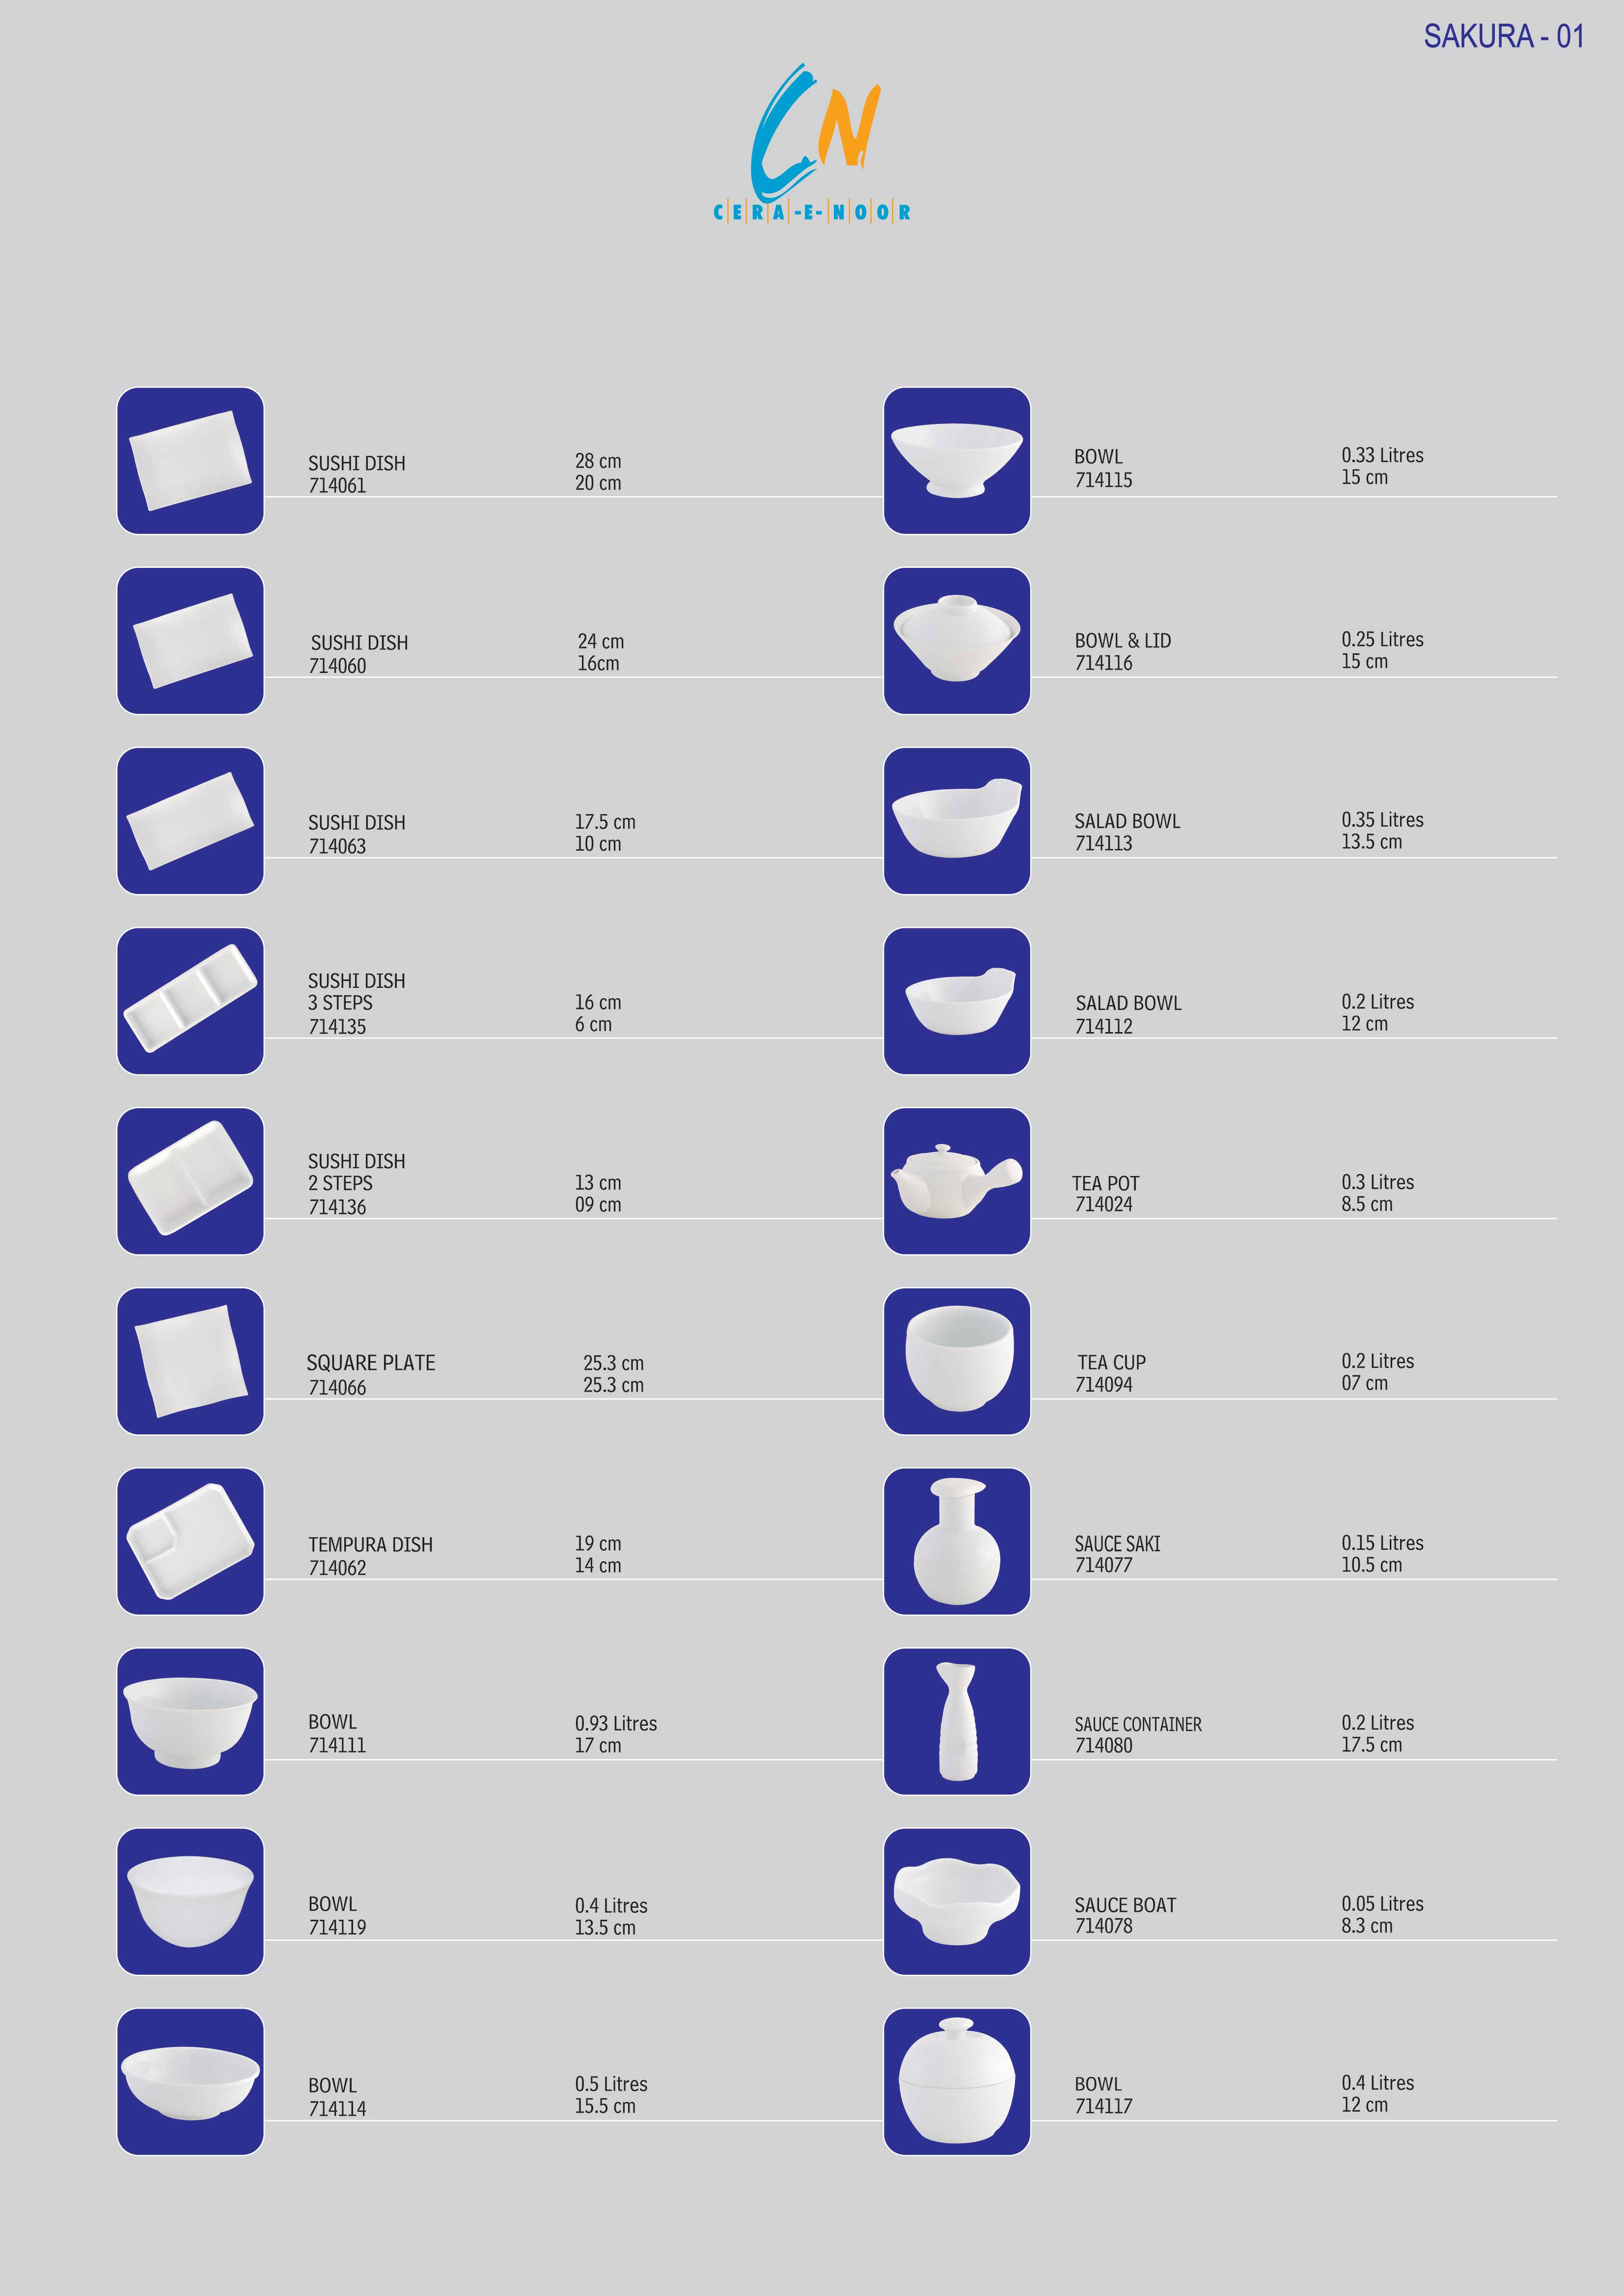 SAKURA - 01
CN
CERA-E-NOOR
SUSHI DISH
714061
28 cm
20 cm
SUSHI DISH
714060
24 cm
16cm
SUSHI DISH
714063
17.5 cm
10 cm
SUSHI DISH
3 STEPS
714135
16 cm
6 cm
SUSHI DISH
2 STEPS
714136
13 cm
09 cm
SQUARE PLATE
714066
25.3 cm
25.3 cm
TEMPURA DISH
714062
19 cm
14 cm
BOWL
714111
0.93 Litres
17 cm
BOWL
714119
0.4 Litres
13.5 cm
BOWL
714114
0.5 Litres
15.5 cm
BOWL
714115
0.33 Litres
15 cm
BOWL & LID
714116
0.25 Litres
15 cm
SALAD BOWL
714113
0.35 Litres
13.5 cm
SALAD BOWL
714112
0.2 Litres
12 cm
TEA POT
714024
0.3 Litres
8.5 cm
TEA CUP
714094
0.2 Litres
07 cm
SAUCE SAKI
714077
0.15 Litres
10.5 cm
SAUCE CONTAINER
714080
0.2 Litres
17.5 cm
SAUCE BOAT
714078
0.05 Litres
8.3 cm
BOWL
714117
0.4 Litres
12 cm